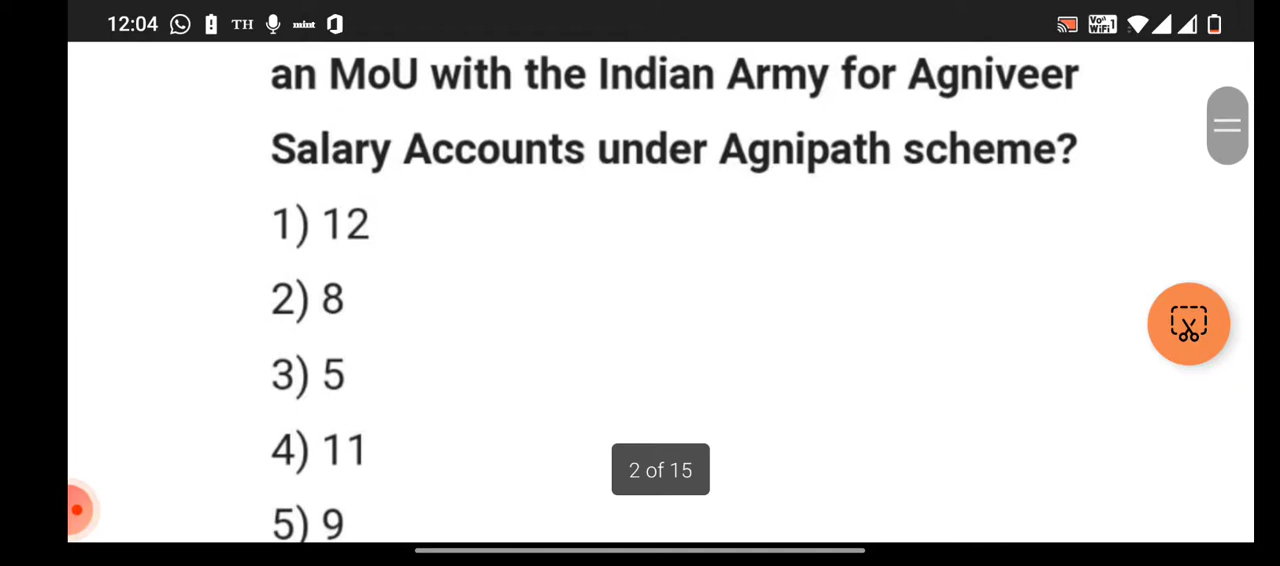 12:04 TH mint Vo WiFi 1
an MoU with the Indian Army for Agniveer
Salary Accounts under Agnipath scheme?
1) 12
2) 8
3) 5
4) 11
2 of 15
5) 9